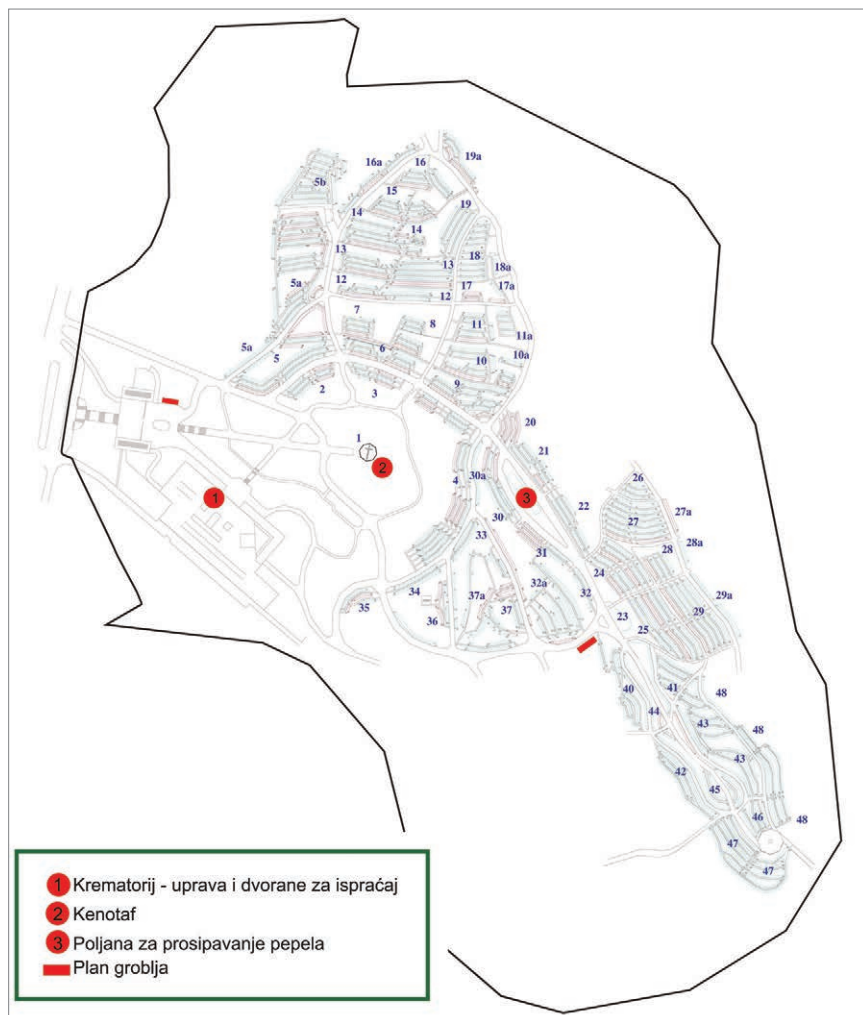 16a
16
19a
5b
15
19
14
14
13
13
18
18a
12
17
17a
5a
12
7
8
11
11a
5a
6
10
10a
5
2
3
9
20
1
2
30a
21
4
1
3
26
22
27
27a
30
33
31
28
28a
24
34
37a
32a
32
29a
35
36
37
23
29
25
40
41
48
44
43
48
42
43
45
46
48
47
47
1 Krematorij - uprava i dvorane za ispraćaj
2 Kenotaf
3 Poljana za prosipavanje pepela
Plan groblja